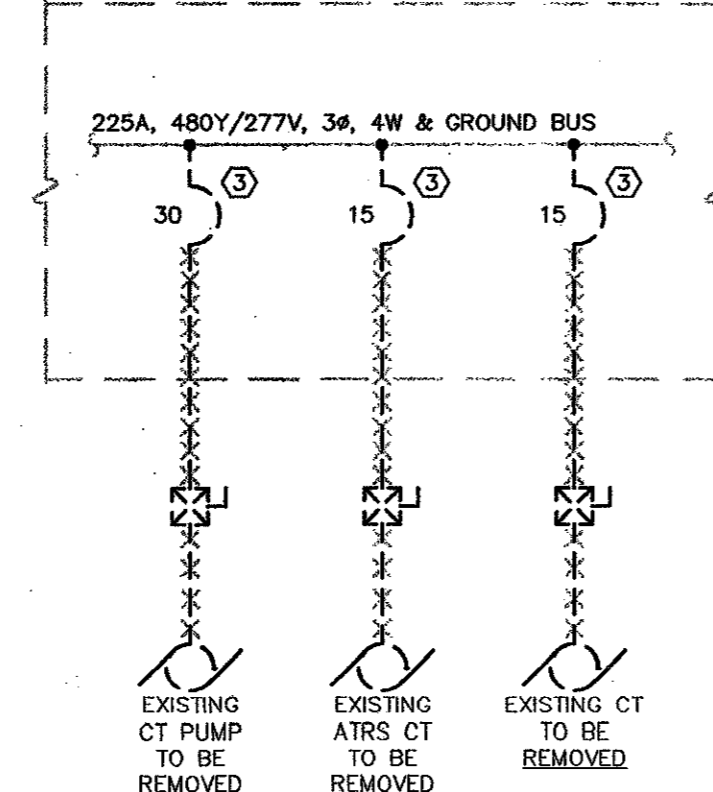 225A, 480Y/277V, 3ø, 4W & GROUND BUS
3
3
3
30
15
15
EXISTING
CT PUMP
TO BE
REMOVED
EXISTING
ATRS CT
TO BE
REMOVED
EXISTING CT
TO BE
REMOVED